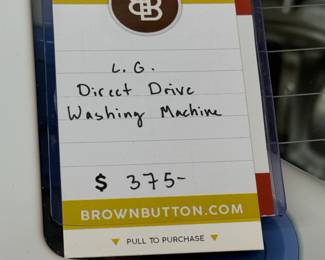 B
L.G.
Direct Drive
Washing Machine
$ 375-
BROWNBUTTON.COM
▼ PULL TO PURCHASE ▼